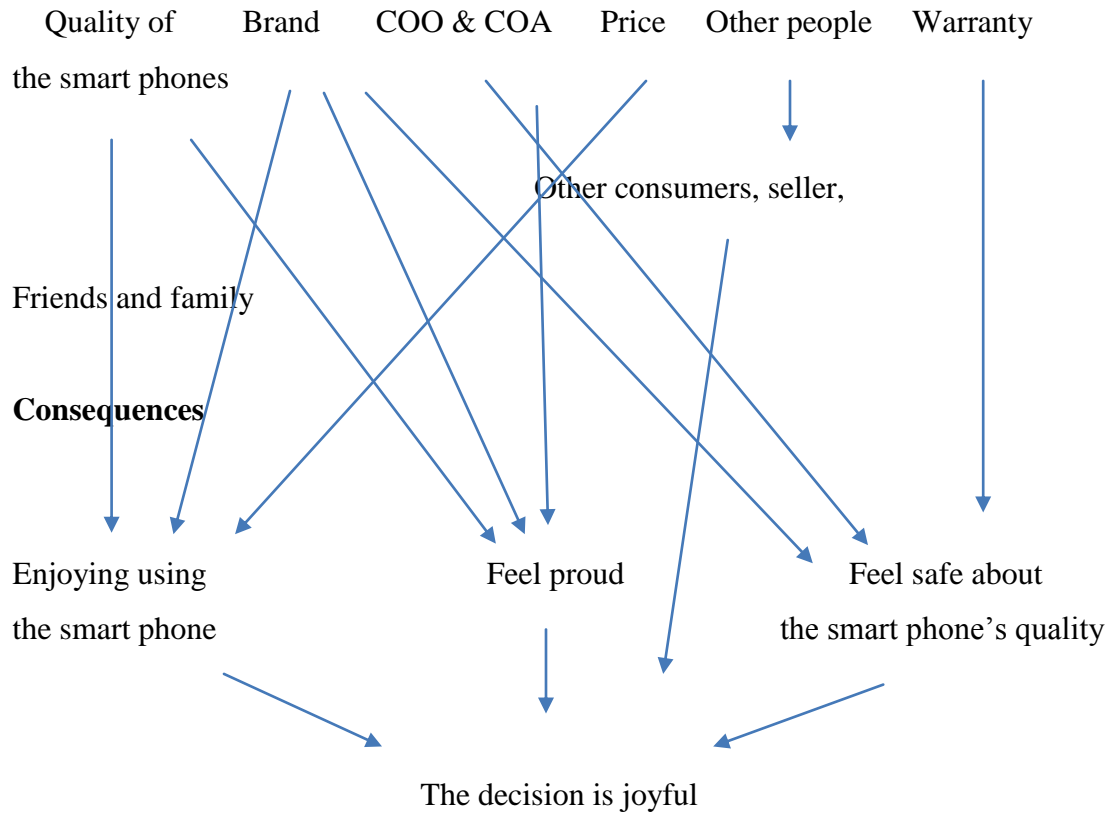 Quality of Brand COO & COA Price Other people Warranty
the smart phones
Other consumers, seller,
Friends and family
Consequences
Enjoying using Feel proud Feel safe about
the smart phone the smart phone’s quality
The decision is joyful